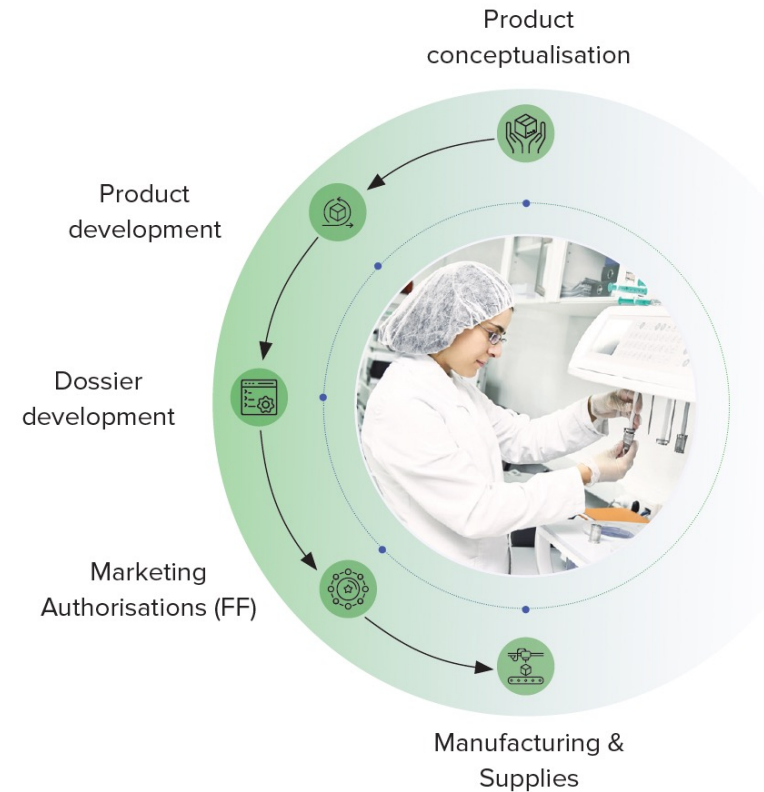 Product
conceptualisation
Product
development
Dossier
development
Marketing
Authorisations (FF)
Manufacturing &
Supplies